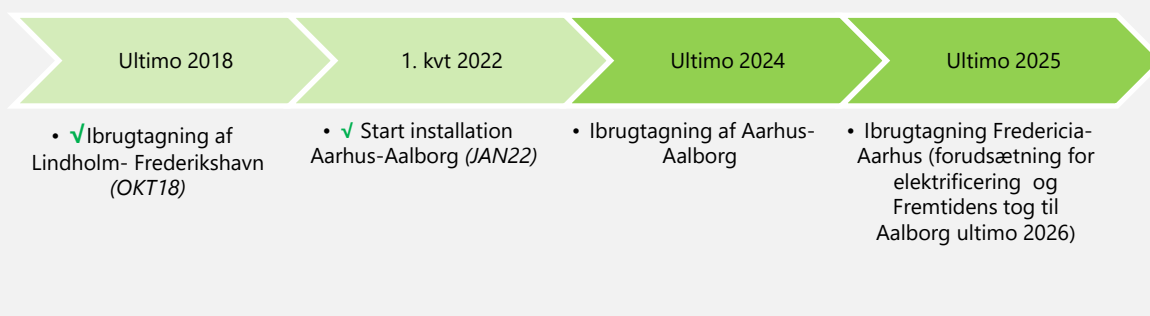 Ultimo 2018
1. kvt 2022
Ultimo 2024
Ultimo 2025
• √Ibrugtagning af
Lindholm- Frederikshavn
(OKT18)
• √ Start installation
Aarhus-Aalborg (JAN22)
• Ibrugtagning af Aarhus-
Aalborg
• Ibrugtagning Fredericia-
Aarhus (forudsætning for
elektrificering og
Fremtidens tog til
Aalborg ultimo 2026)